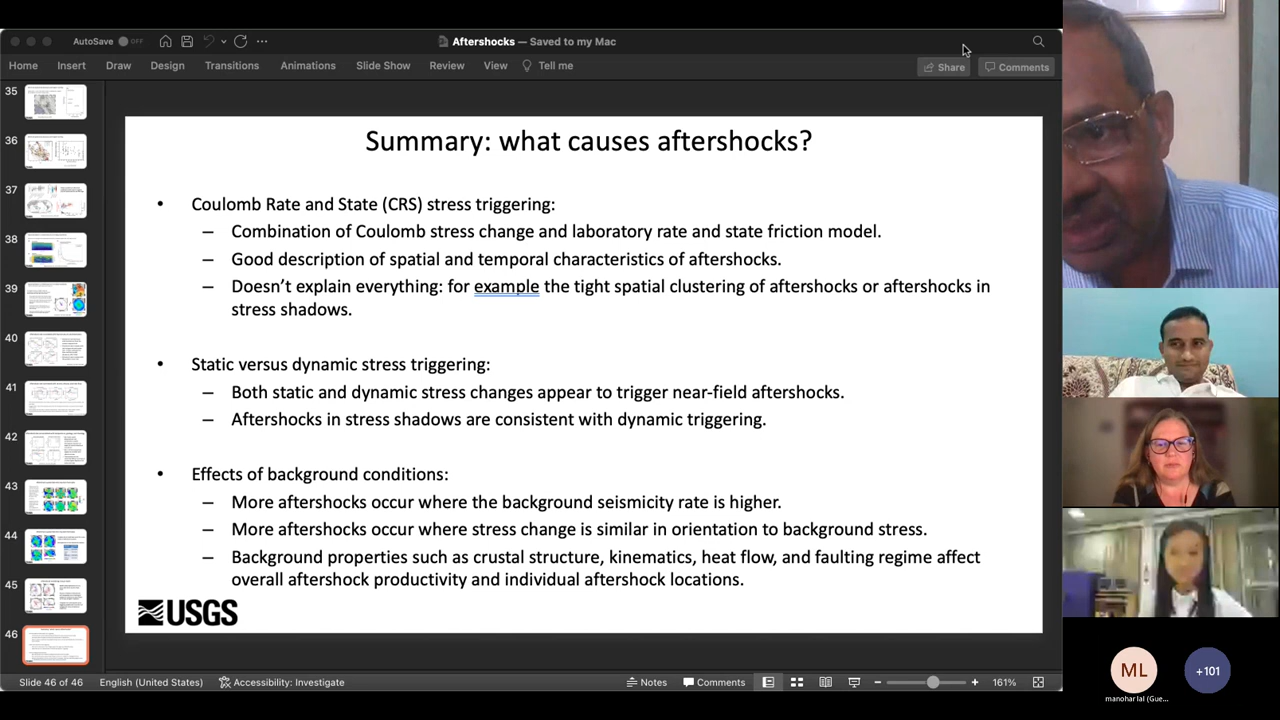 AutoSave OFF
Aftershocks — Saved to my Mac
Home Insert Draw Design Transitions Animations Slide Show Review View Tell me Share Comments
35
36
37
38
39
40
41
42
43
44
45
46
Summary: what causes aftershocks?
• Coulomb Rate and State (CRS) stress triggering:
– Combination of Coulomb stress change and laboratory rate and state friction model.
– Good description of spatial and temporal characteristics of aftershocks.
– Doesn't explain everything: for example the tight spatial clustering of aftershocks or aftershocks in
stress shadows.
• Static versus dynamic stress triggering:
– Both static and dynamic stress changes appear to trigger near-field aftershocks.
– Aftershocks in stress shadows are consistent with dynamic triggering.
• Effects of background conditions:
– More aftershocks occur where the background seismicity rate is higher.
– More aftershocks occur where stress change is similar in orientation to background stress.
– Background properties such as crustal structure, kinematics, heat flow, and faulting regime affect
overall aftershock productivity and individual aftershock locations.
USGS
Slide 46 of 46 English (United States) Accessibility: Investigate Notes Comments 161%
ML
+101
manohar lal (Gue...